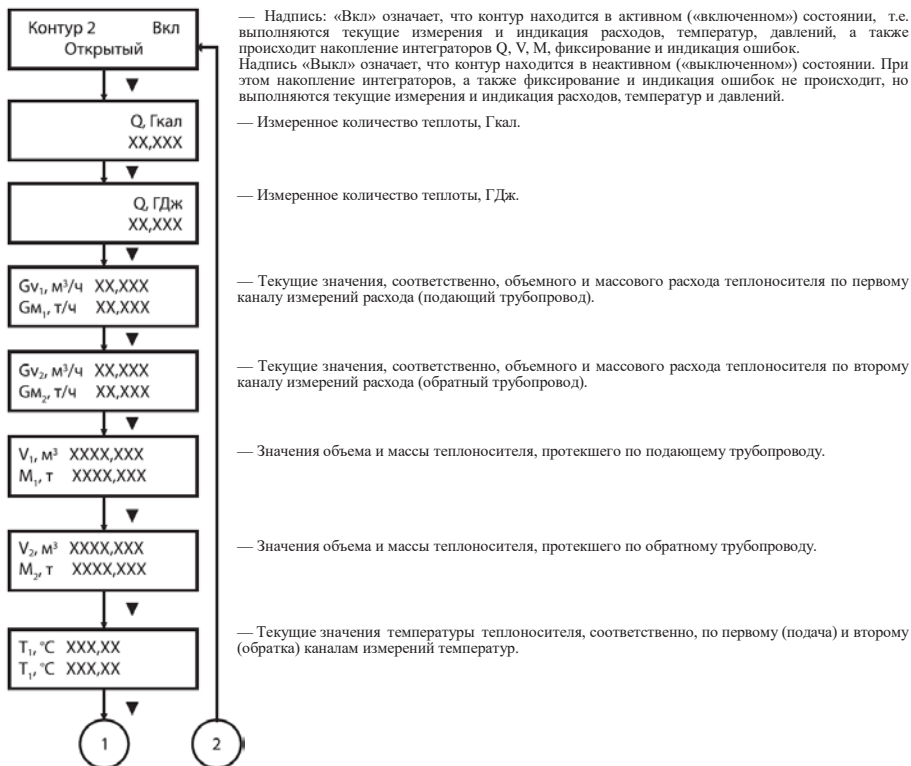 Контур 2 Вкл
Открытый
— Надпись: «Вкл» означает, что контур находится в активном («включенном») состоянии, т.е.
выполняются текущие измерения и индикация расходов, температур, давлений, а также
происходит накопление интеграторов Q, V, M, фиксирование и индикация ошибок.
Надпись «Выкл» означает, что контур находится в неактивном («выключенном») состоянии. При
этом накопление интеграторов, а также фиксирование и индикация ошибок не происходит, но
выполняются текущие измерения и индикация расходов, температур и давлений.
Q, Гкал
XX,XXX
— Измеренное количество теплоты, Гкал.
Q, ГДж
XX,XXX
— Измеренное количество теплоты, ГДж.
Gv₁, м³/ч XX,XXX
Gм₁, т/ч XX,XXX
— Текущие значения, соответственно, объемного и массового расхода теплоносителя по первому
каналу измерений расхода (подающий трубопровод).
Gv₂, м³/ч XX,XXX
Gм₂, т/ч XX,XXX
— Текущие значения, соответственно, объемного и массового расхода теплоносителя по второму
каналу измерений расхода (обратный трубопровод).
V₁, м³ XXXX,XXX
M₁, т XXXX,XXX
— Значения объема и массы теплоносителя, протекшего по подающему трубопроводу.
V₂, м³ XXXX,XXX
M₂, т XXXX,XXX
— Значения объема и массы теплоносителя, протекшего по обратному трубопроводу.
T₁, °C XXX,XX
T₁, °C XXX,XX
— Текущие значения температуры теплоносителя, соответственно, по первому (подача) и второму
(обратка) каналам измерений температур.
1
2